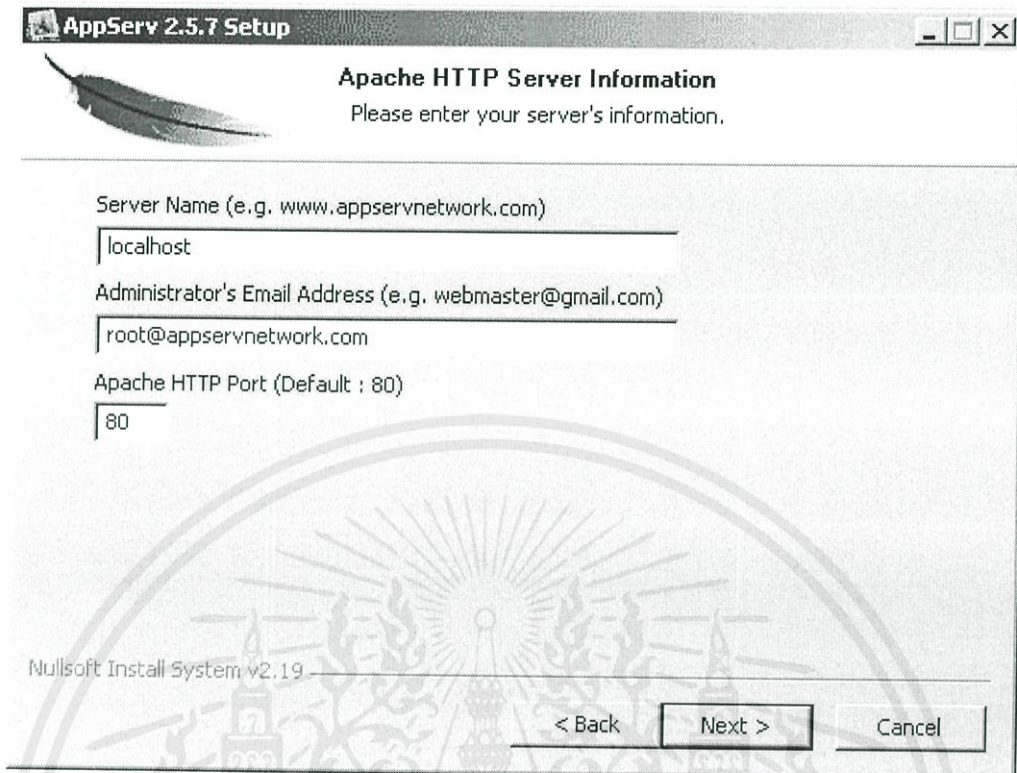 AppServ 2.5.7 Setup
Apache HTTP Server Information
Please enter your server's information.
Server Name (e.g. www.appservnetwork.com)
localhost
Administrator's Email Address (e.g. webmaster@gmail.com)
root@appservnetwork.com
Apache HTTP Port (Default : 80)
80
Nullsoft Install System v2.19
< Back
Next >
Cancel